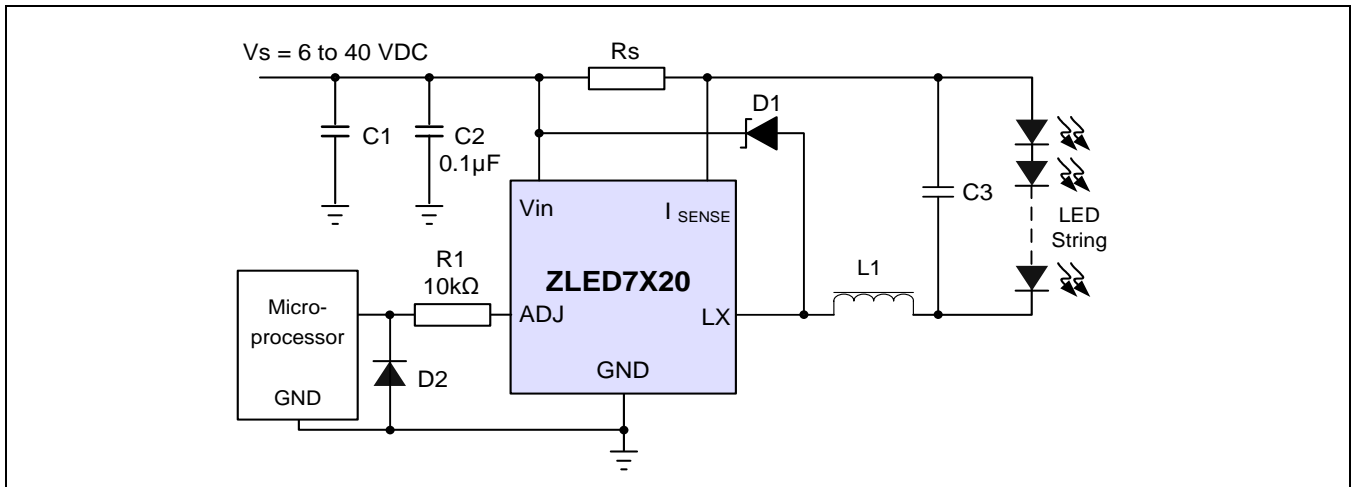 Vs = 6 to 40 VDC
Rs
D1
C1
C2
0.1µF
C3
LED
String
Vin
I SENSE
R1
10kΩ
ZLED7X20
L1
Micro-
processor
ADJ
LX
GND
D2
GND